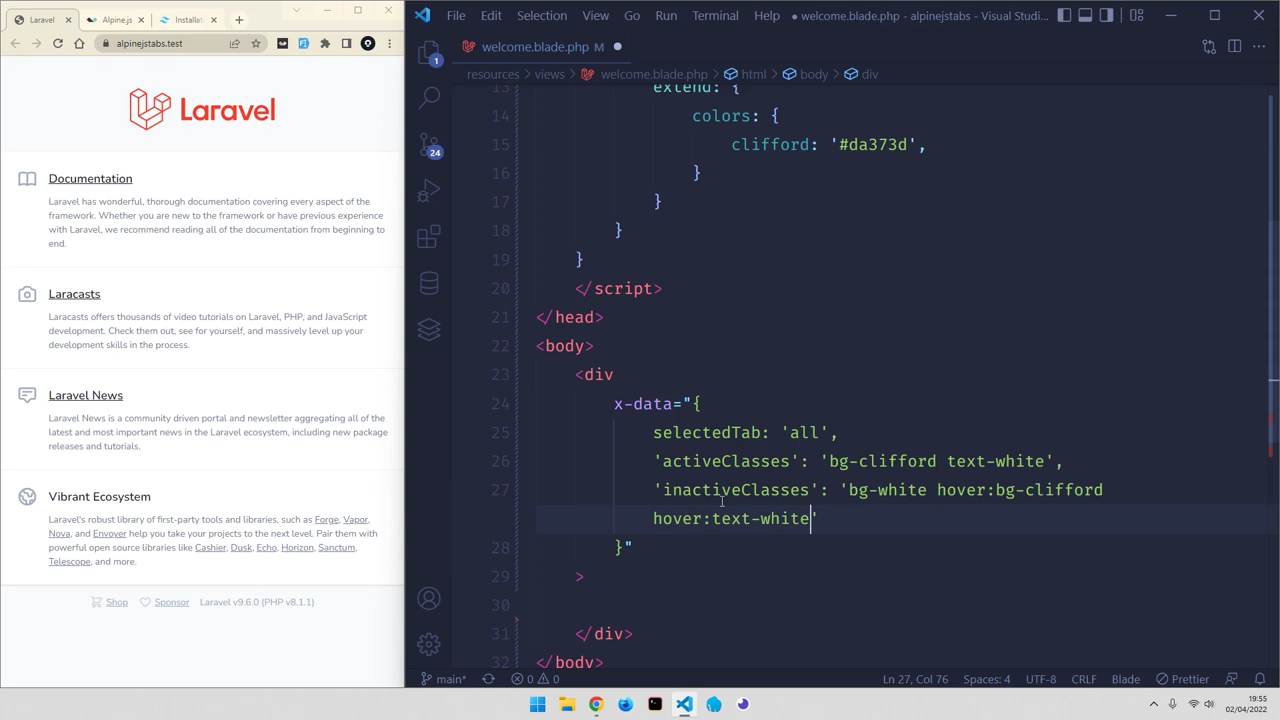 Laravel
Alpine.js
Installat
alpinejstabs.test
Laravel
Documentation
Laravel has wonderful, thorough documentation covering every aspect of the
framework. Whether you are new to the framework or have previous experience
with Laravel, we recommend reading all of the documentation from beginning to
end.
Laracasts
Laracasts offers thousands of video tutorials on Laravel, PHP, and JavaScript
development. Check them out, see for yourself, and massively level up your
development skills in the process.
Laravel News
Laravel News is a community driven portal and newsletter aggregating all of the
latest and most important news in the Laravel ecosystem, including new package
releases and tutorials.
Vibrant Ecosystem
Laravel's robust library of first-party tools and libraries, such as Forge, Vapor,
Nova, and Envoyer help you take your projects to the next level. Pair them with
powerful open source libraries like Cashier, Dusk, Echo, Horizon, Sanctum,
Telescope, and more.
Shop Sponsor Laravel v9.6.0 (PHP v8.1.1)
File Edit Selection View Go Run Terminal Help ● welcome.blade.php - alpinejstabs - Visual Studio...
welcome.blade.php M
resources > views > welcome.blade.php > html > body > div
1
24
13 extend: {
14 colors: {
15 clifford: '#da373d',
16 }
17 }
18 }
19 }
20 </script>
21 </head>
22 <body>
23 <div
24 x-data="{
25 selectedTab: 'all',
26 'activeClasses': 'bg-clifford text-white',
27 'inactiveClasses': 'bg-white hover:bg-clifford
hover:text-white'
28 }"
29 >
30
31 </div>
32 </body>
main* 0 0 Ln 27, Col 76 Spaces: 4 UTF-8 CRLF Blade Prettier
19:55
02/04/2022